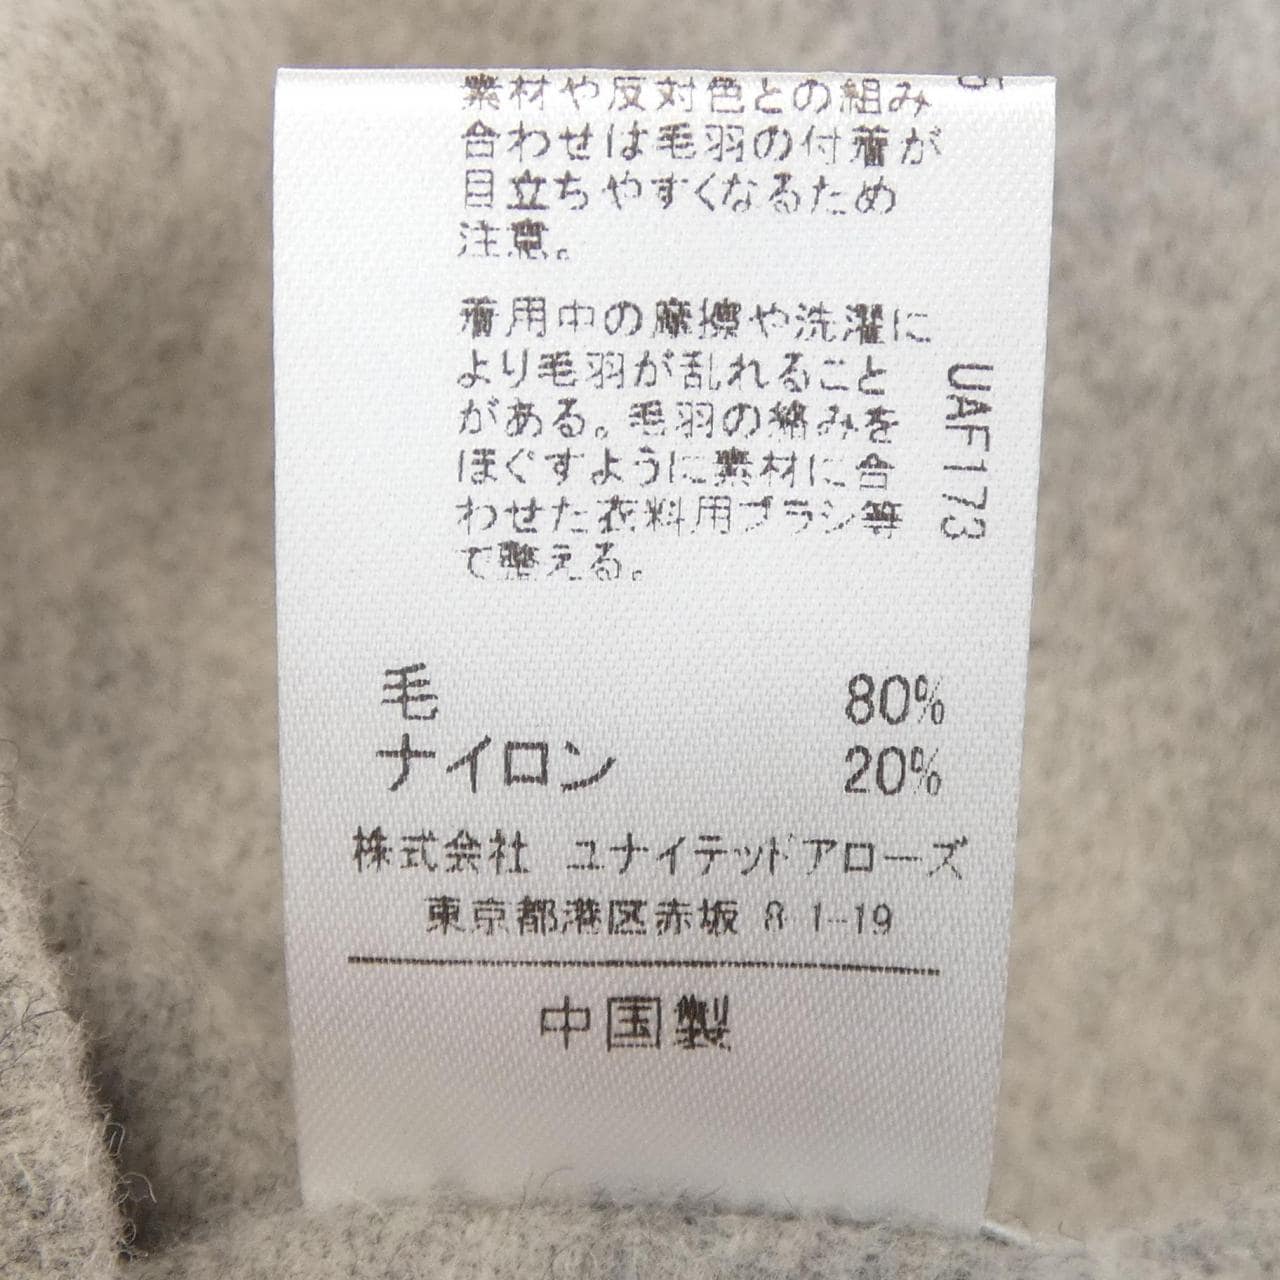 素材や反対色との組み
合わせは毛羽の付着が
目立ちやすくなるため
注意。
着用中の摩擦や洗濯に
より毛羽が乱れること
がある。毛羽の絡みを
ほぐすように素材に合
わせた衣料用ブラシ等
で整える。
UAF173
毛 80%
ナイロン 20%
株式会社 ユナイテッドアローズ
東京都港区赤坂 8 1-19
中国製